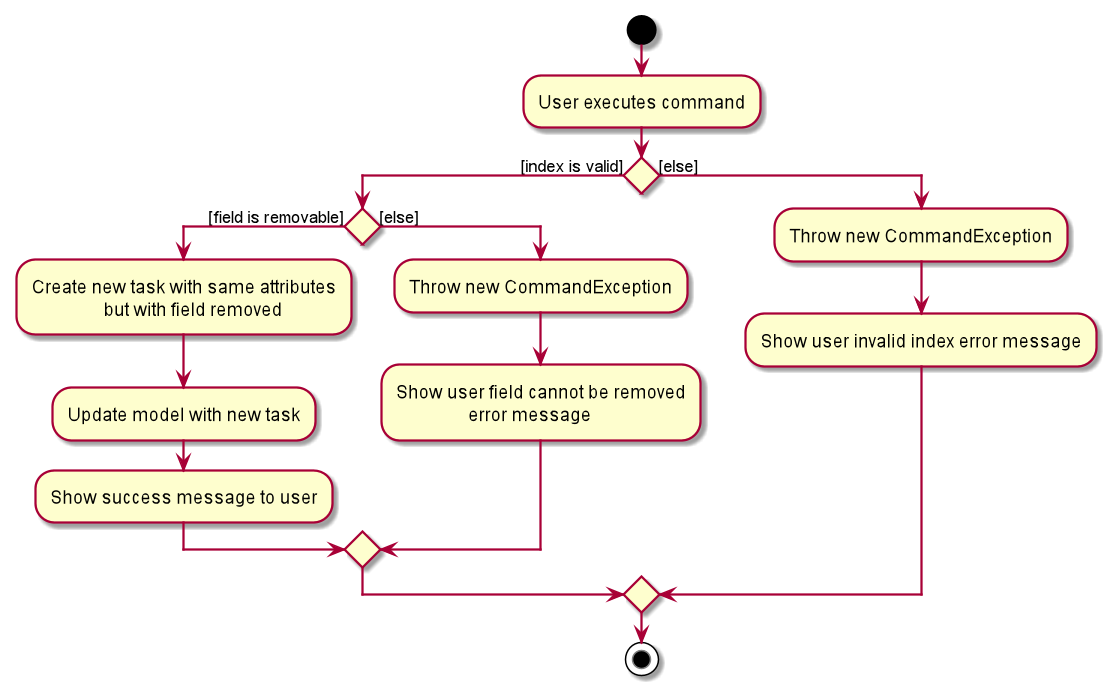 User executes command
[index is valid]
[else]
[field is removable]
[else]
Throw new CommandException
Create new task with same attributes
but with field removed
Throw new CommandException
Show user invalid index error message
Update model with new task
Show user field cannot be removed
error message
Show success message to user